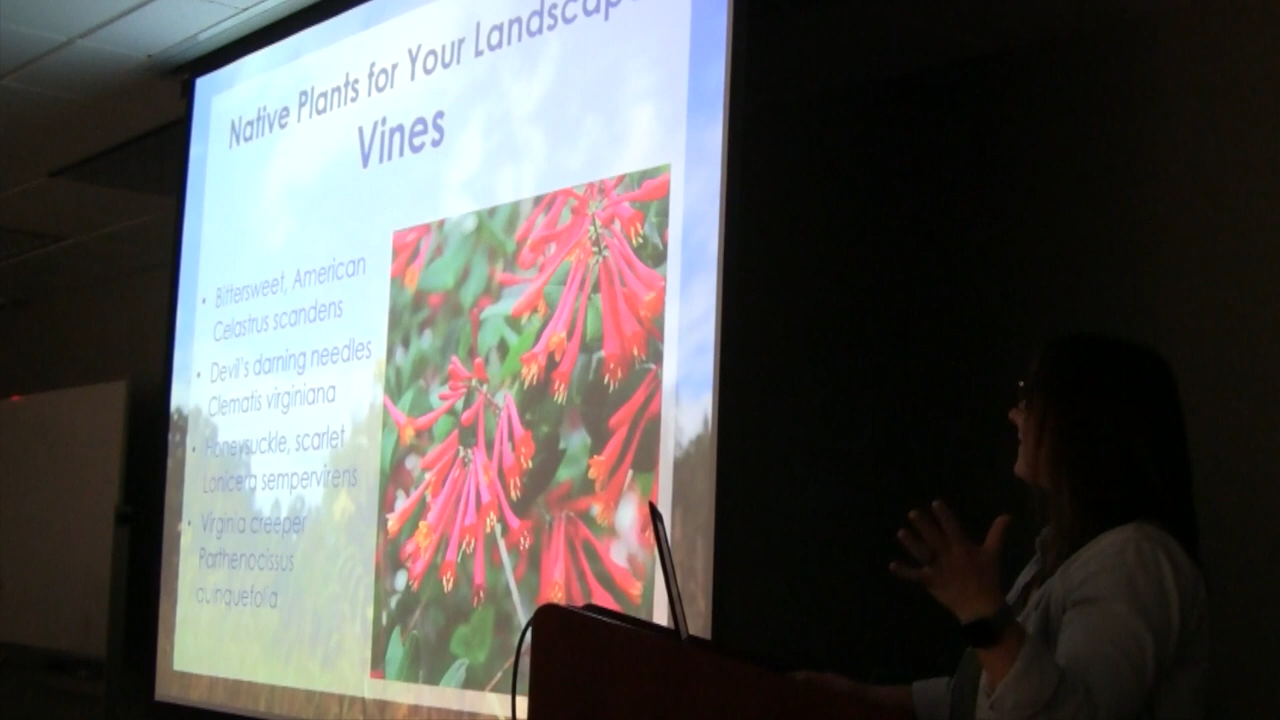 Native Plants for Your Landscape
Vines
• Bittersweet, American
Celastrus scandens
• Devil's darning needles
Clematis virginiana
• Honeysuckle, scarlet
Lonicera sempervirens
• Virginia creeper
Parthenocissus
quinquefolia